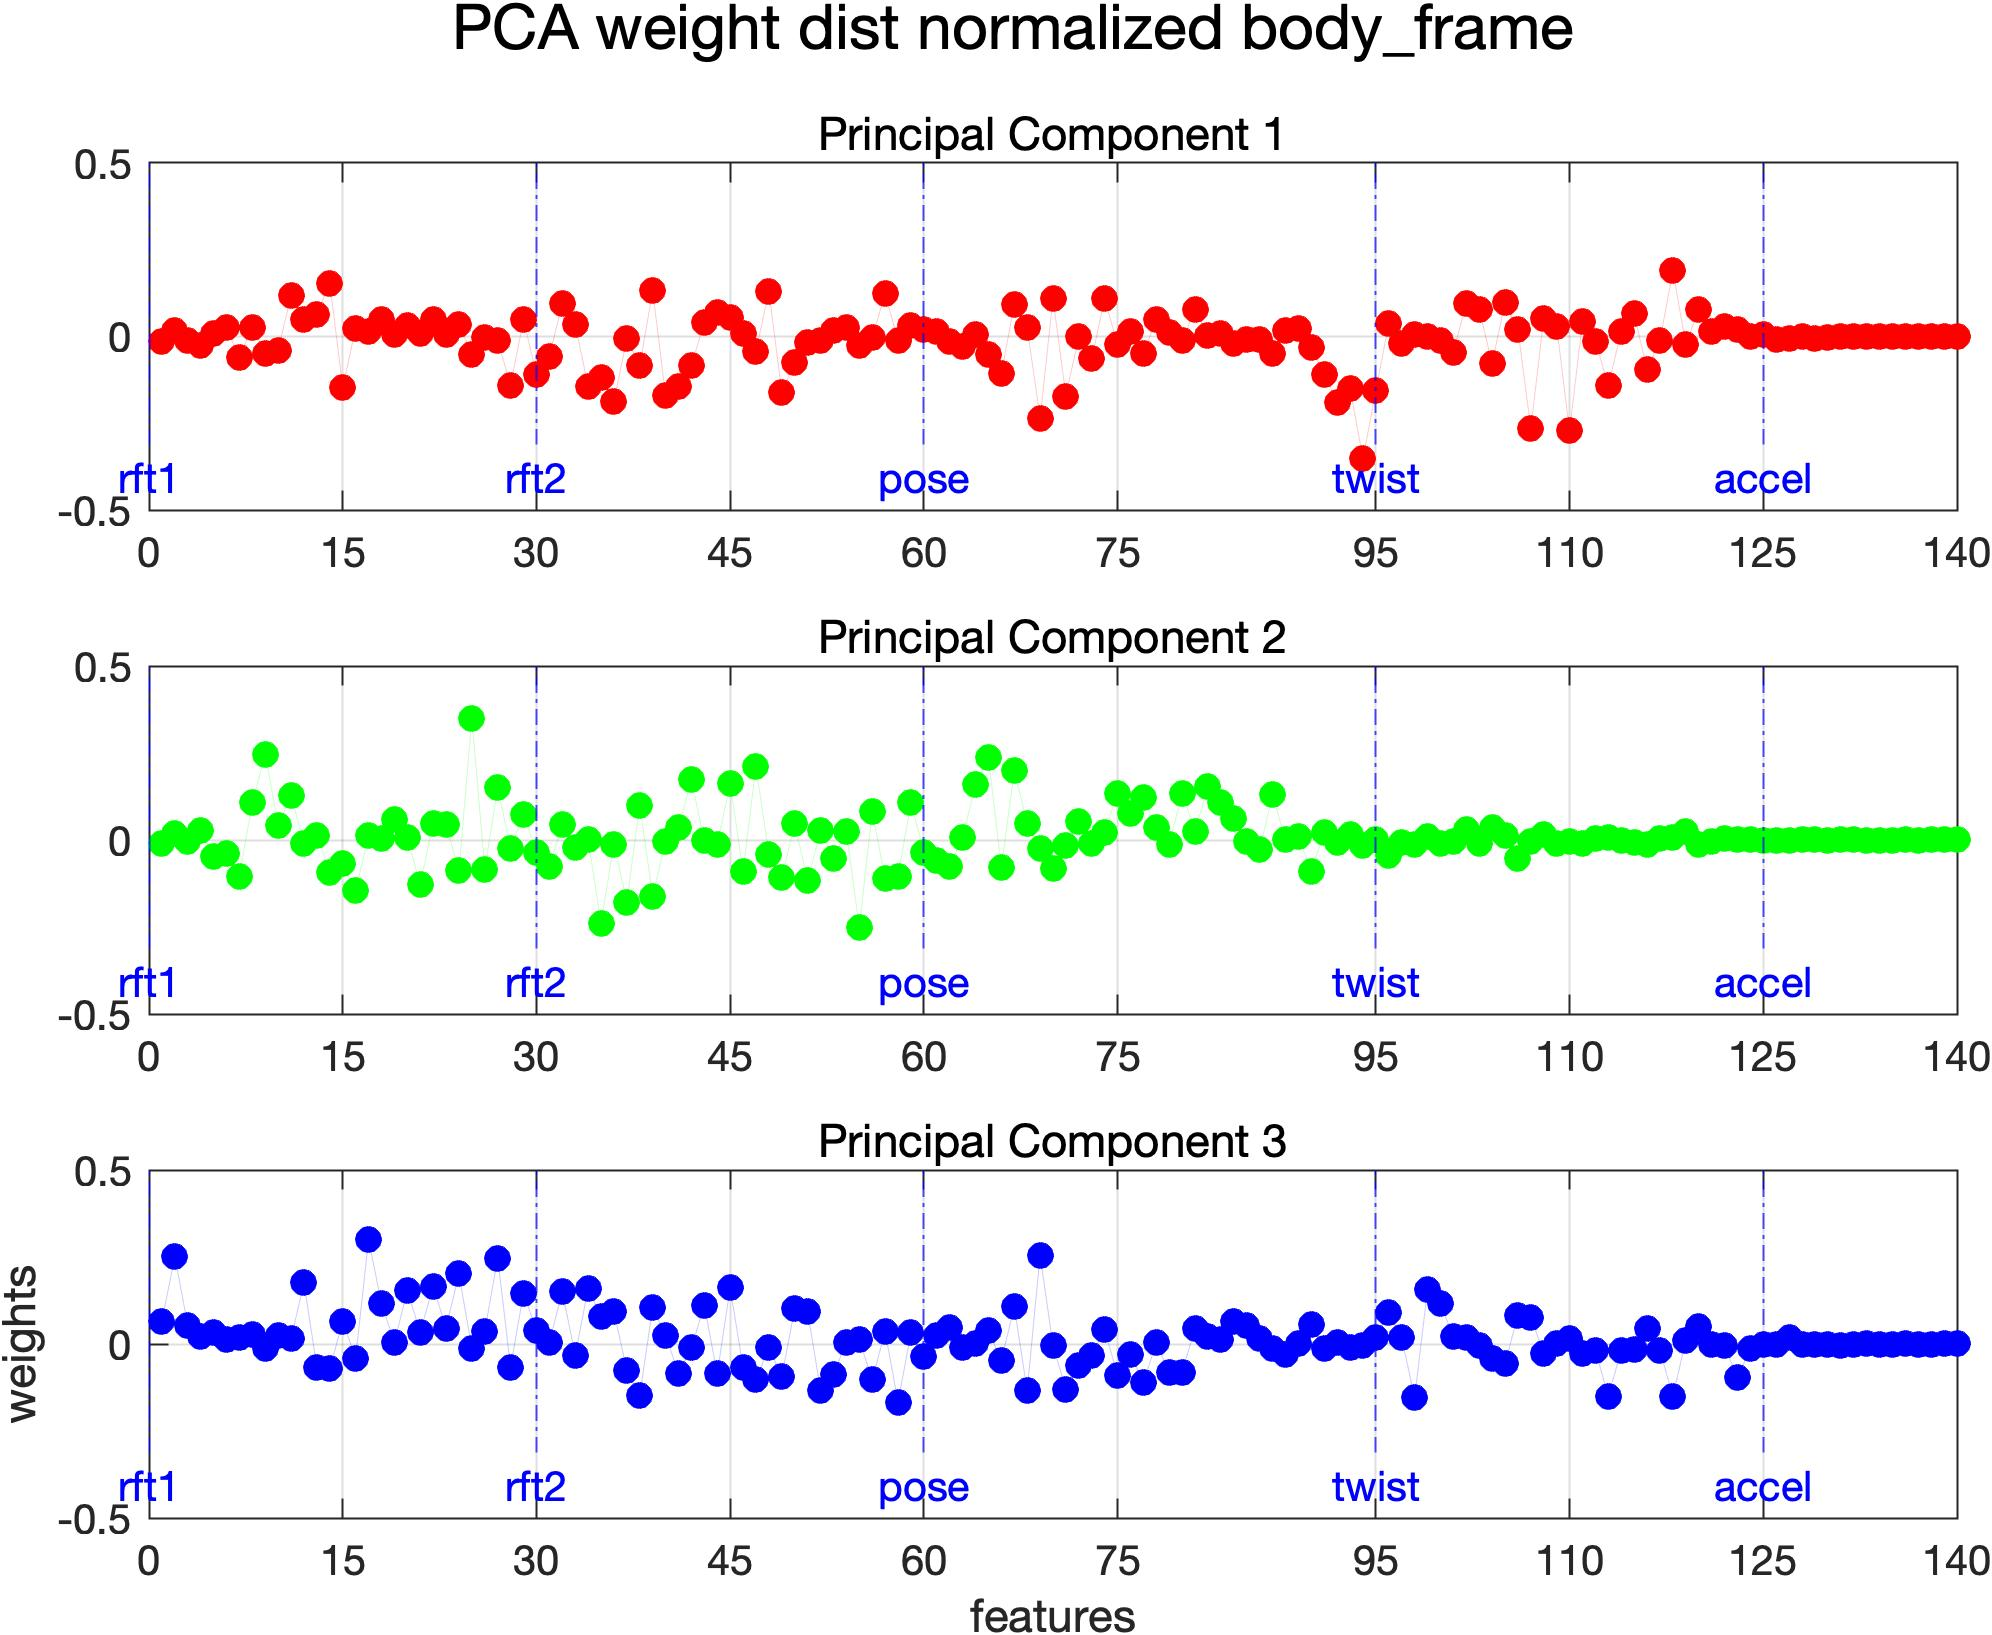 PCA weight dist normalized body_frame
Principal Component 1
0.5
0
-0.5
rft1 rft2 pose twist accel
0 15 30 45 60 75 95 110 125 140
Principal Component 2
0.5
0
-0.5
rft1 rft2 pose twist accel
0 15 30 45 60 75 95 110 125 140
Principal Component 3
0.5
0
-0.5
weights
rft1 rft2 pose twist accel
0 15 30 45 60 75 95 110 125 140
features